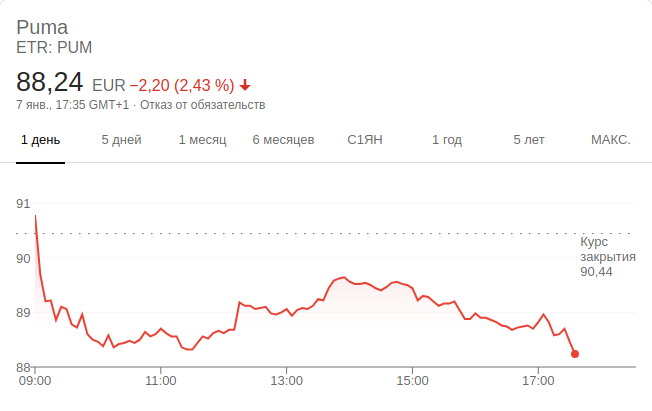 Puma
ETR: PUM
88,24 EUR −2,20 (2,43 %)
7 янв., 17:35 GMT+1 · Отказ от обязательств
1 день 5 дней 1 месяц 6 месяцев С1ЯН 1 год 5 лет МАКС.
91
Курс
закрытия
90,44
90
89
88
09:00 11:00 13:00 15:00 17:00